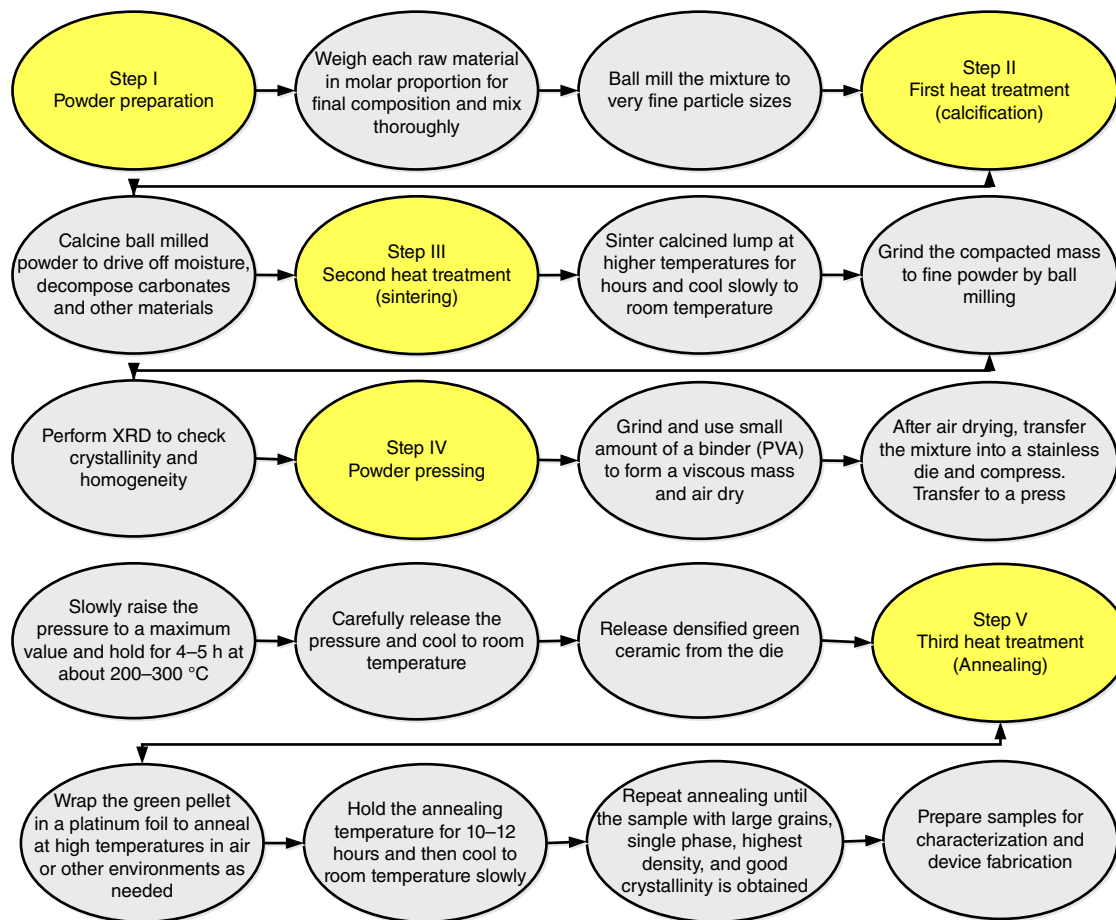 Step I
Powder preparation
Weigh each raw material
in molar proportion for
final composition and mix
thoroughly
Ball mill the mixture to
very fine particle sizes
Step II
First heat treatment
(calcification)
Calcine ball milled
powder to drive off moisture,
decompose carbonates
and other materials
Step III
Second heat treatment
(sintering)
Sinter calcined lump at
higher temperatures for
hours and cool slowly to
room temperature
Grind the compacted mass
to fine powder by ball
milling
Perform XRD to check
crystallinity and
homogeneity
Step IV
Powder pressing
Grind and use small
amount of a binder (PVA)
to form a viscous mass
and air dry
After air drying, transfer
the mixture into a stainless
die and compress.
Transfer to a press
Slowly raise the
pressure to a maximum
value and hold for 4–5 h at
about 200–300 °C
Carefully release the
pressure and cool to room
temperature
Release densified green
ceramic from the die
Step V
Third heat treatment
(Annealing)
Wrap the green pellet
in a platinum foil to anneal
at high temperatures in air
or other environments as
needed
Hold the annealing
temperature for 10–12
hours and then cool to
room temperature slowly
Repeat annealing until
the sample with large grains,
single phase, highest
density, and good
crystallinity is obtained
Prepare samples for
characterization and
device fabrication